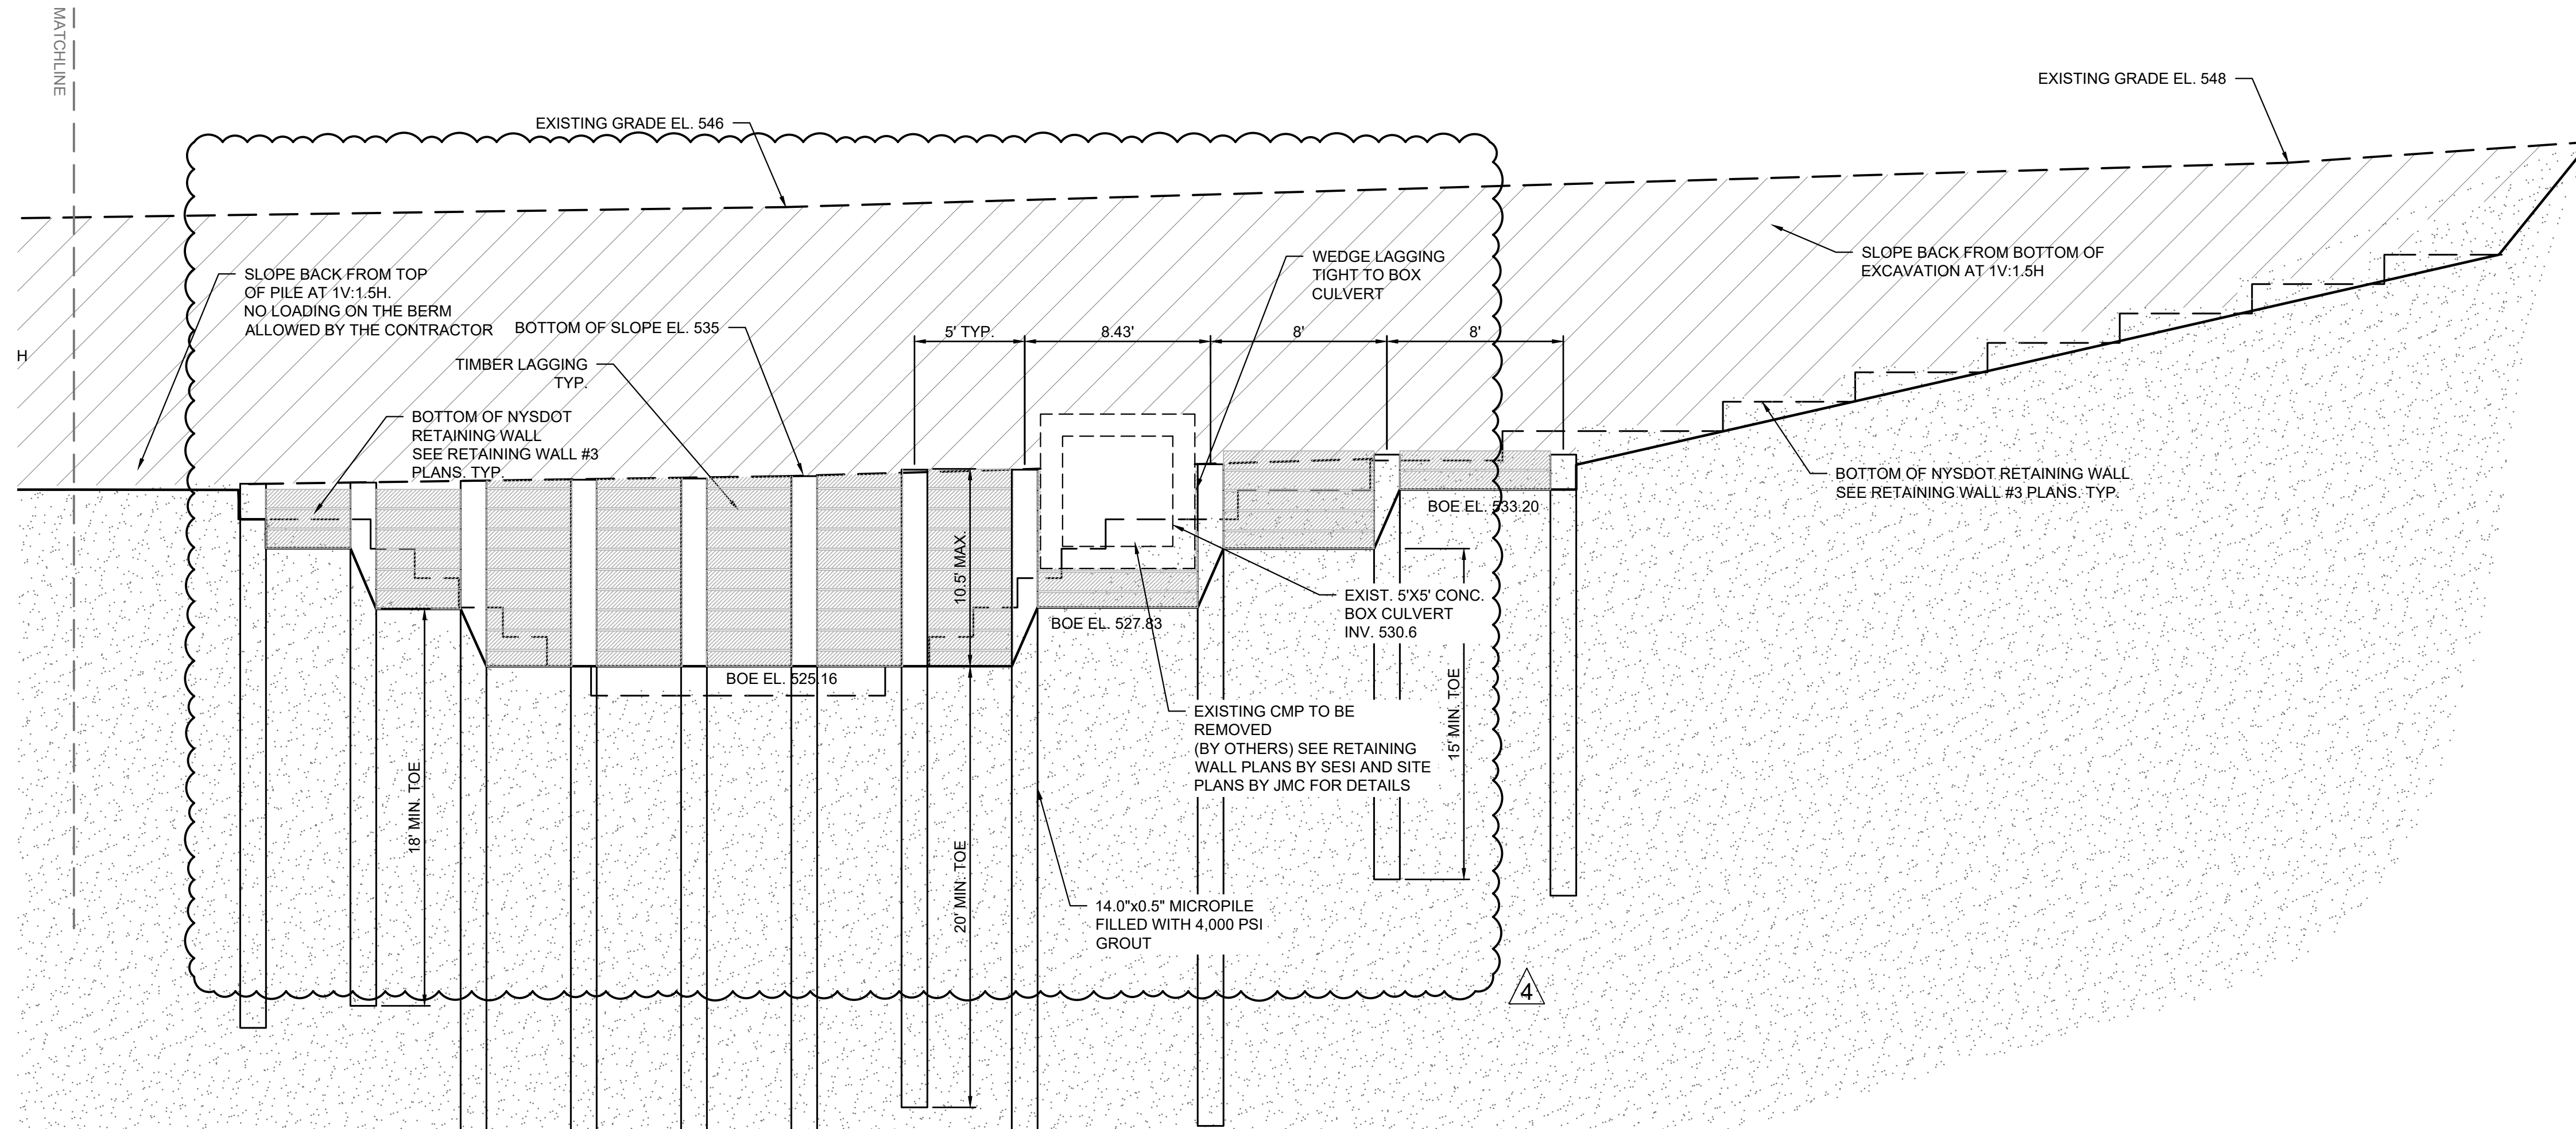 MATCHLINE
EXISTING GRADE EL. 548
EXISTING GRADE EL. 546
WEDGE LAGGING
TIGHT TO BOX
CULVERT
SLOPE BACK FROM BOTTOM OF
EXCAVATION AT 1V:1.5H
SLOPE BACK FROM TOP
OF PILE AT 1V:1.5H.
NO LOADING ON THE BERM
ALLOWED BY THE CONTRACTOR
BOTTOM OF SLOPE EL. 535
5' TYP.
8.43'
8'
8'
H
TIMBER LAGGING
TYP.
BOTTOM OF NYSDOT
RETAINING WALL
SEE RETAINING WALL #3
PLANS. TYP.
BOTTOM OF NYSDOT RETAINING WALL
SEE RETAINING WALL #3 PLANS. TYP.
BOE EL. 533.20
10.5' MAX.
EXIST. 5'X5' CONC.
BOX CULVERT
INV. 530.6
BOE EL. 527.83
BOE EL. 525.16
EXISTING CMP TO BE
REMOVED
(BY OTHERS) SEE RETAINING
WALL PLANS BY SESI AND SITE
PLANS BY JMC FOR DETAILS
15' MIN. TOE
18' MIN. TOE
20' MIN. TOE
14.0"x0.5" MICROPILE
FILLED WITH 4,000 PSI
GROUT
4